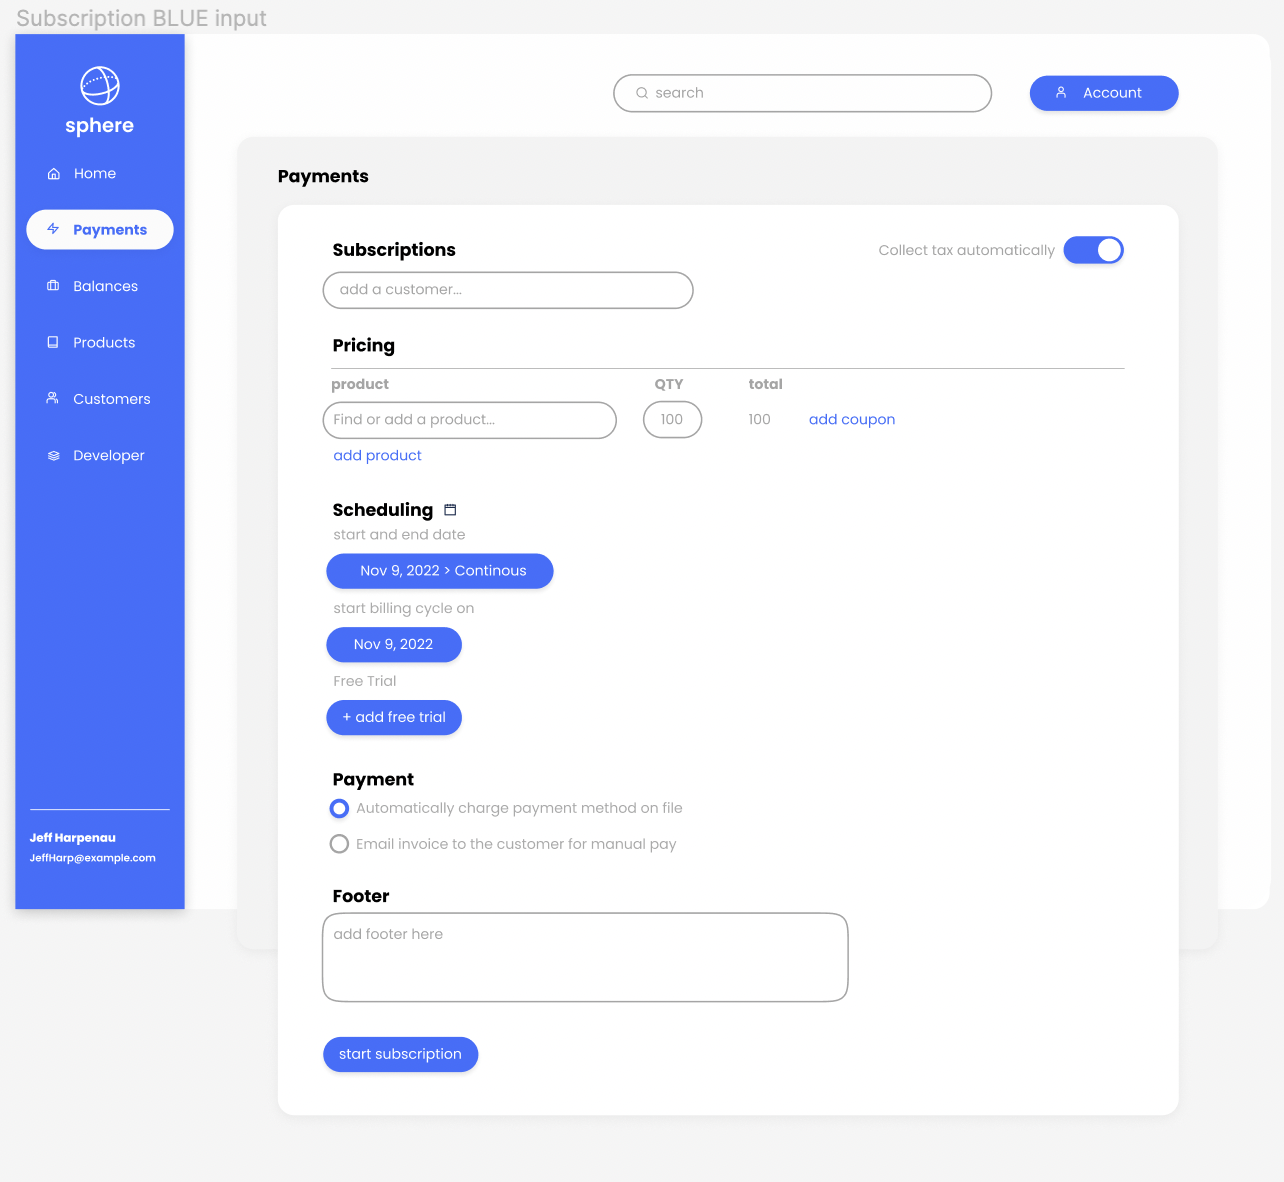 Subscription BLUE input
sphere
Home
Payments
Balances
Products
Customers
Developer
Jeff Harpenau
JeffHarp@example.com
search
Account
Payments
Subscriptions
Collect tax automatically
add a customer...
Pricing
product QTY total
Find or add a product... 100 100 add coupon
add product
Scheduling
start and end date
Nov 9, 2022 > Continous
start billing cycle on
Nov 9, 2022
Free Trial
+ add free trial
Payment
Automatically charge payment method on file
Email invoice to the customer for manual pay
Footer
add footer here
start subscription